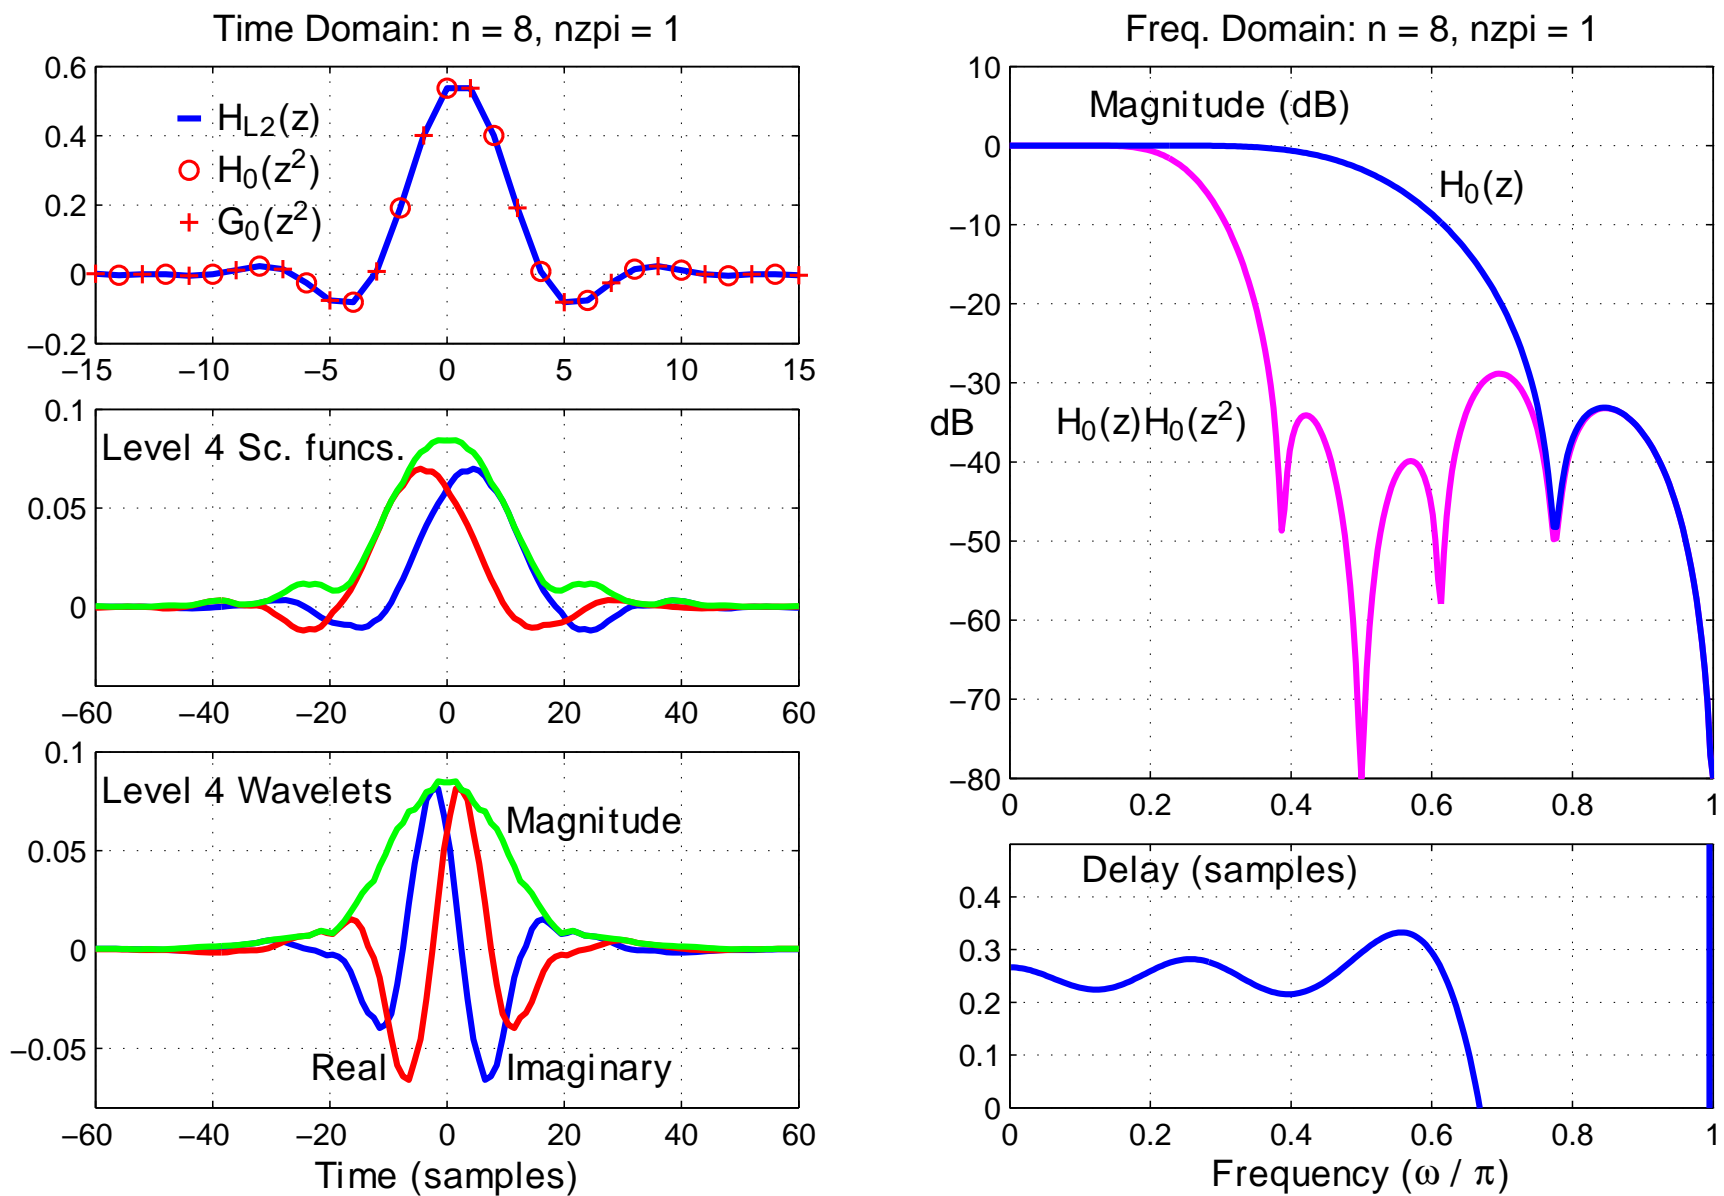 Time Domain: n = 8, nzpi = 1
0.6
0.4
0.2
0
−0.2
H_L2(z)
H_0(z^2)
G_0(z^2)
−15 −10 −5 0 5 10 15
0.1
0.05
0
Level 4 Sc. funcs.
−60 −40 −20 0 20 40 60
0.1
0.05
0
−0.05
Level 4 Wavelets
Magnitude
Real
Imaginary
−60 −40 −20 0 20 40 60
Time (samples)
Freq. Domain: n = 8, nzpi = 1
10
0
−10
−20
−30
dB
−40
−50
−60
−70
−80
Magnitude (dB)
H_0(z)
H_0(z)H_0(z^2)
0 0.2 0.4 0.6 0.8 1
Delay (samples)
0.4
0.3
0.2
0.1
0
0 0.2 0.4 0.6 0.8 1
Frequency (ω / π)